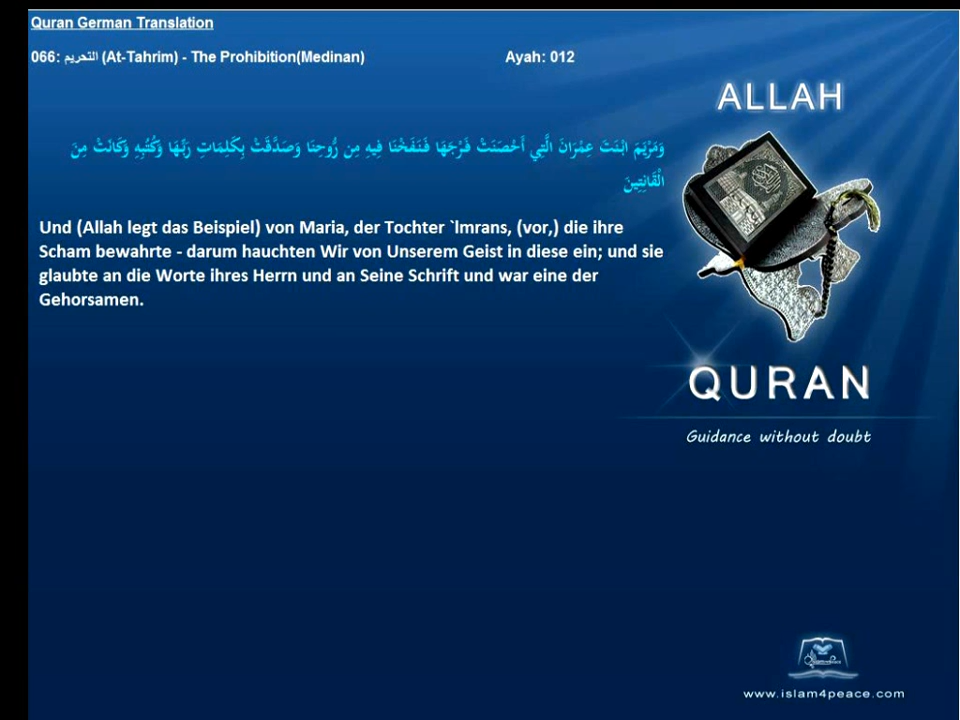 Quran German Translation
066: التحريم (At-Tahrim) - The Prohibition(Medinan) Ayah: 012
ALLAH
وَمَرْيَمَ ابْنَتَ عِمْرَانَ الَّتِي أَحْصَنَتْ فَرْجَهَا فَنَفَخْنَا فِيهِ مِن رُّوحِنَا وَصَدَّقَتْ بِكَلِمَاتِ رَبِّهَا وَكُتُبِهِ وَكَانَتْ مِنَ
الْقَانِتِينَ
Und (Allah legt das Beispiel) von Maria, der Tochter `Imrans, (vor,) die ihre
Scham bewahrte - darum hauchten Wir von Unserem Geist in diese ein; und sie
glaubte an die Worte ihres Herrn und an Seine Schrift und war eine der
Gehorsamen.
QURAN
Guidance without doubt
www.islam4peace.com